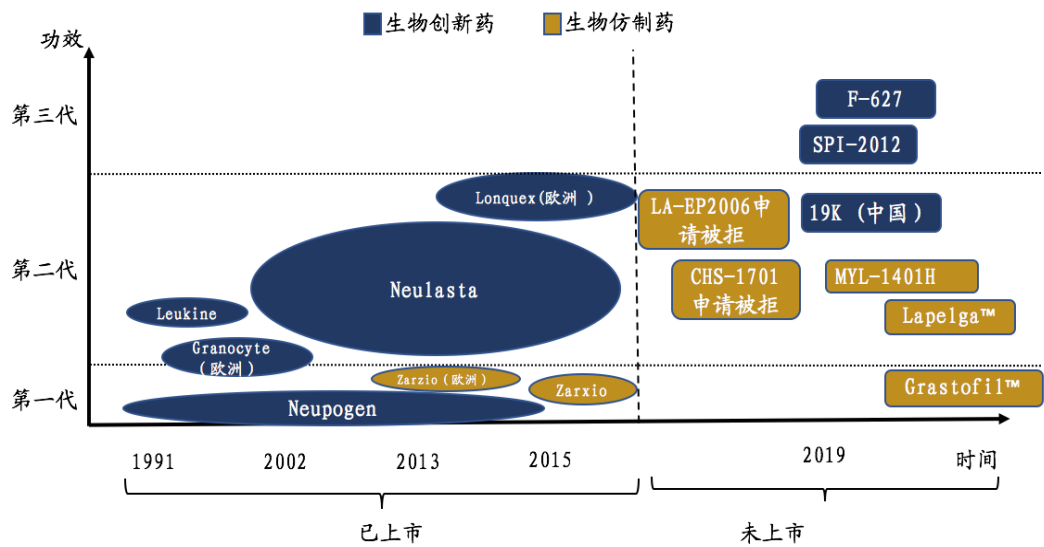 生物创新药
生物仿制药
功效
第三代
F-627
SPI-2012
Lonquex(欧洲 )
LA-EP2006申
请被拒
19K (中国 )
第二代
Neulasta
CHS-1701
申请被拒
MYL-1401H
Leukine
Lapelga™
Granocyte
(欧洲 )
第一代
Zarzio (欧洲 )
Zarxio
Grastofil™
Neupogen
1991
2002
2013
2015
2019
时间
已上市
未上市